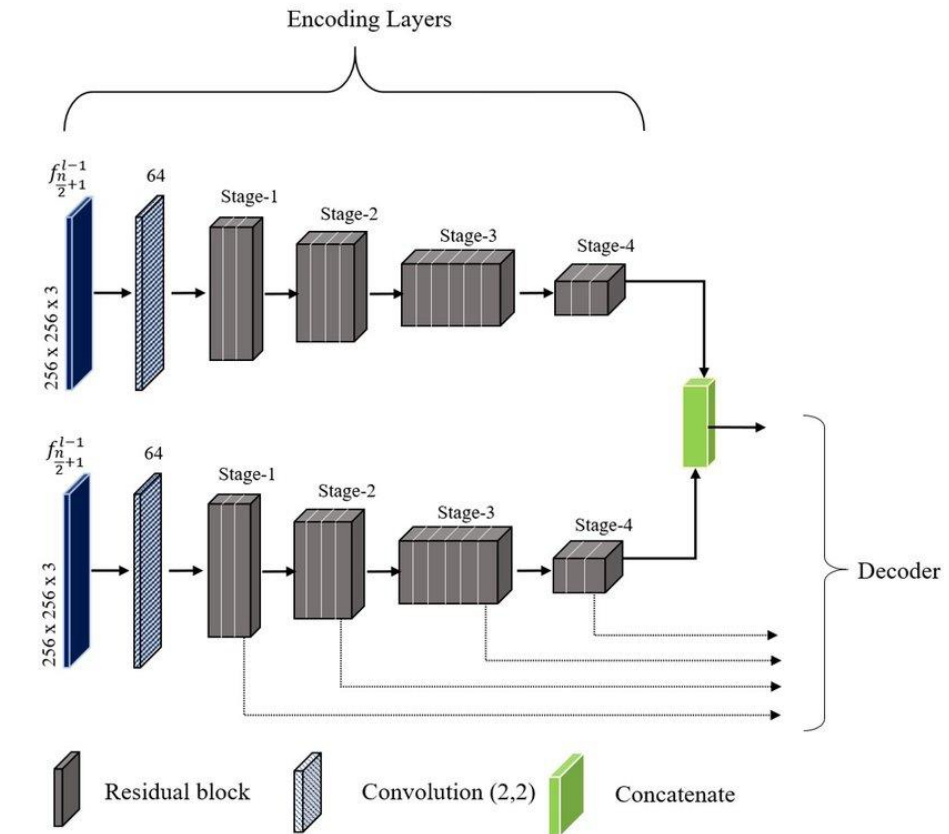 Encoding Layers
f^{l-1}_{\frac{n}{2}+1}
64
Stage-1
Stage-2
Stage-3
Stage-4
256 x 256 x 3
f^{l-1}_{\frac{n}{2}+1}
64
Stage-1
Stage-2
Stage-3
Stage-4
256 x 256 x 3
Decoder
Residual block
Convolution (2,2)
Concatenate